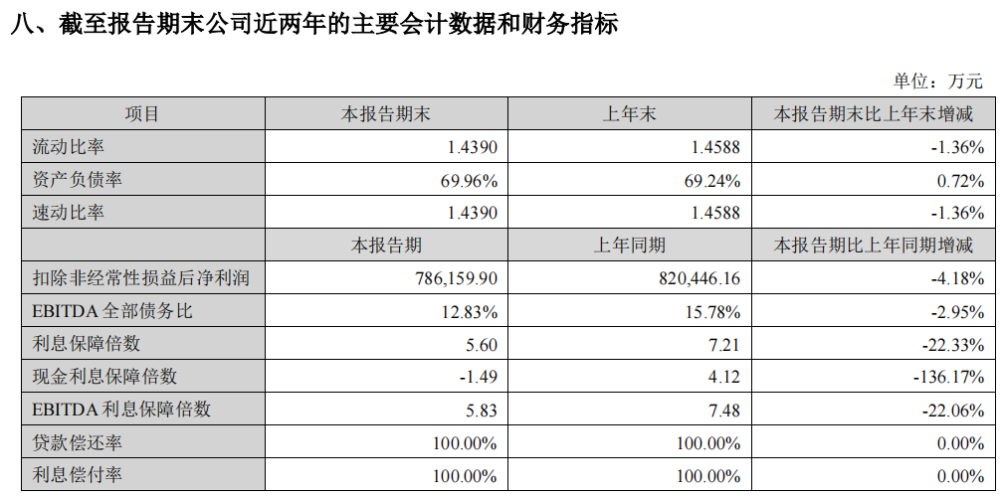 八、截至报告期末公司近两年的主要会计数据和财务指标
单位：万元
项目 本报告期末 上年末 本报告期末比上年末增减
流动比率 1.4390 1.4588 -1.36%
资产负债率 69.96% 69.24% 0.72%
速动比率 1.4390 1.4588 -1.36%
本报告期 上年同期 本报告期比上年同期增减
扣除非经常性损益后净利润 786,159.90 820,446.16 -4.18%
EBITDA 全部债务比 12.83% 15.78% -2.95%
利息保障倍数 5.60 7.21 -22.33%
现金利息保障倍数 -1.49 4.12 -136.17%
EBITDA 利息保障倍数 5.83 7.48 -22.06%
贷款偿还率 100.00% 100.00% 0.00%
利息偿付率 100.00% 100.00% 0.00%